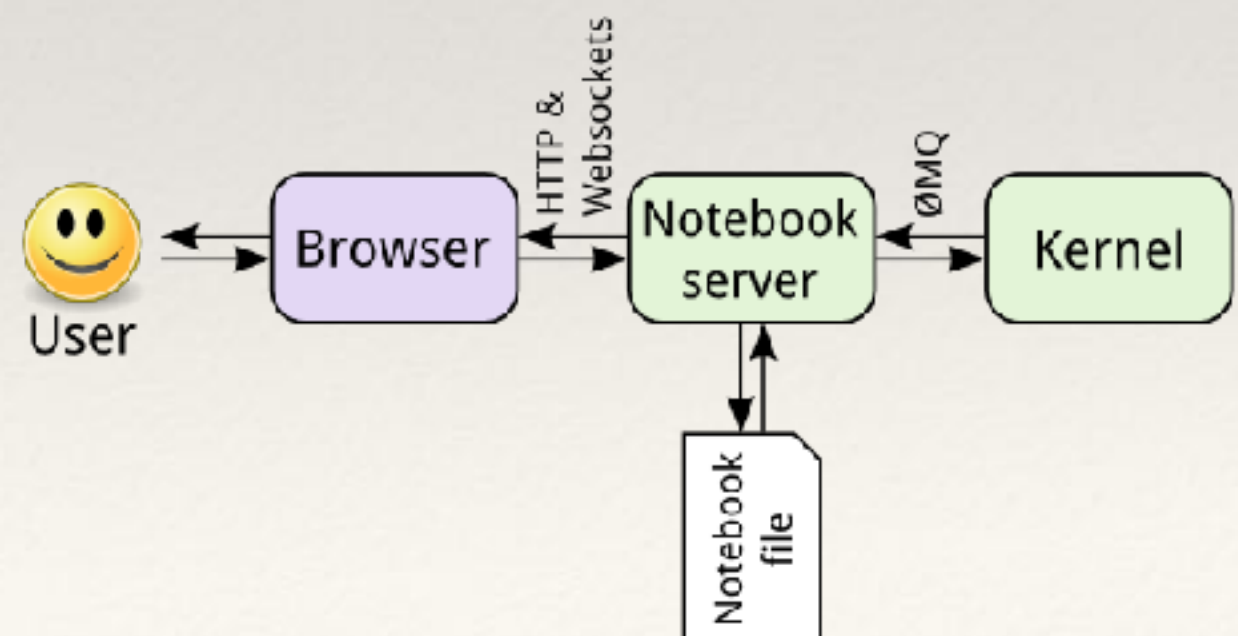 User
Browser
HTTP &
Websockets
Notebook
server
ØMQ
Kernel
Notebook
file